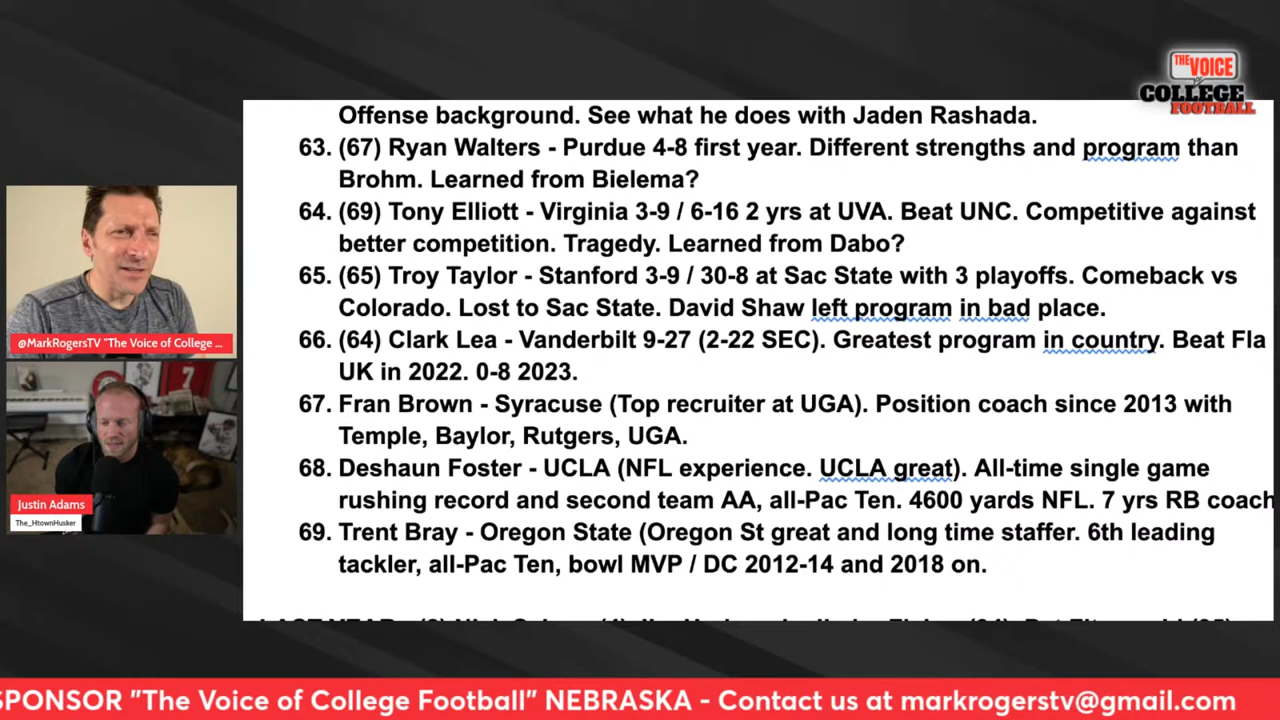 THE VOICE
OF
COLLEGE
FOOTBALL
Offense background. See what he does with Jaden Rashada.
63. (67) Ryan Walters - Purdue 4-8 first year. Different strengths and program than
Brohm. Learned from Bielema?
64. (69) Tony Elliott - Virginia 3-9 / 6-16 2 yrs at UVA. Beat UNC. Competitive against
better competition. Tragedy. Learned from Dabo?
65. (65) Troy Taylor - Stanford 3-9 / 30-8 at Sac State with 3 playoffs. Comeback vs
Colorado. Lost to Sac State. David Shaw left program in bad place.
66. (64) Clark Lea - Vanderbilt 9-27 (2-22 SEC). Greatest program in country. Beat Fla
UK in 2022. 0-8 2023.
67. Fran Brown - Syracuse (Top recruiter at UGA). Position coach since 2013 with
Temple, Baylor, Rutgers, UGA.
68. Deshaun Foster - UCLA (NFL experience. UCLA great). All-time single game
rushing record and second team AA, all-Pac Ten. 4600 yards NFL. 7 yrs RB coach
69. Trent Bray - Oregon State (Oregon St great and long time staffer. 6th leading
tackler, all-Pac Ten, bowl MVP / DC 2012-14 and 2018 on.
@MarkRogersTV "The Voice of College ...
7
Justin Adams
The_HtownHusker
SPONSOR "The Voice of College Football" NEBRASKA - Contact us at markrogerstv@gmail.com